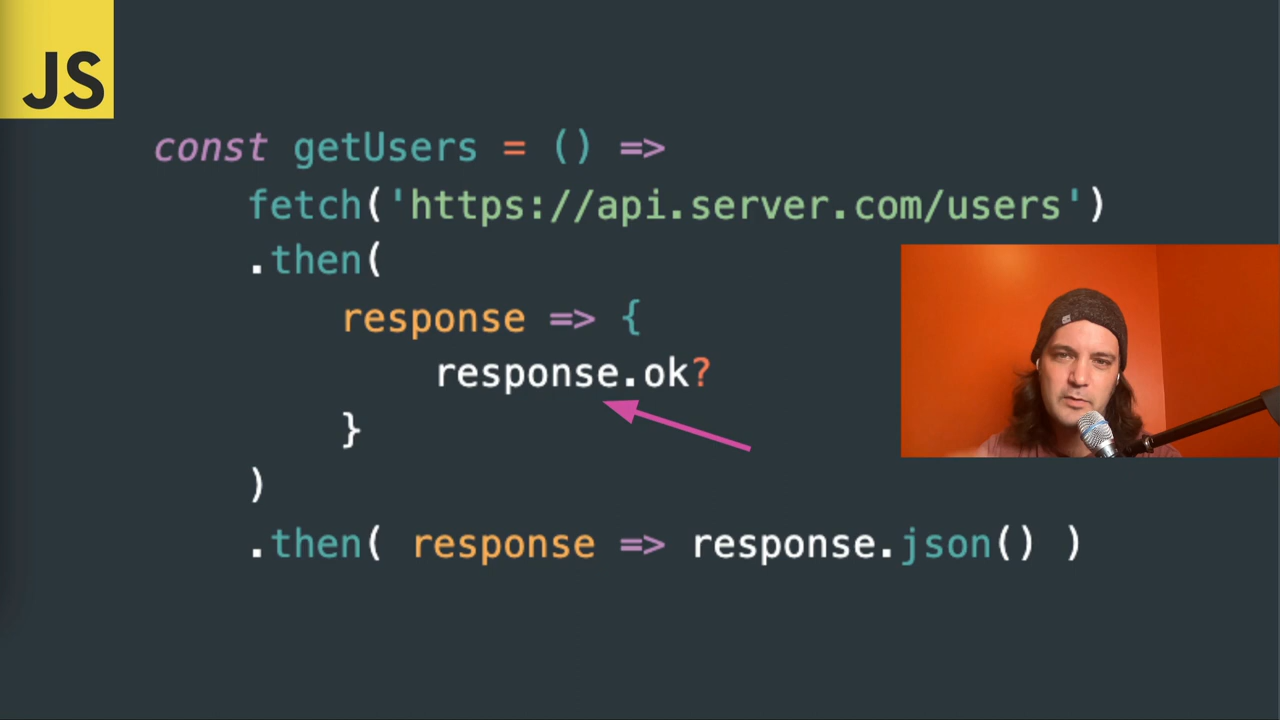 JS
const getUsers = () =>
fetch('https://api.server.com/users')
.then(
response => {
response.ok?
}
)
.then( response => response.json() )